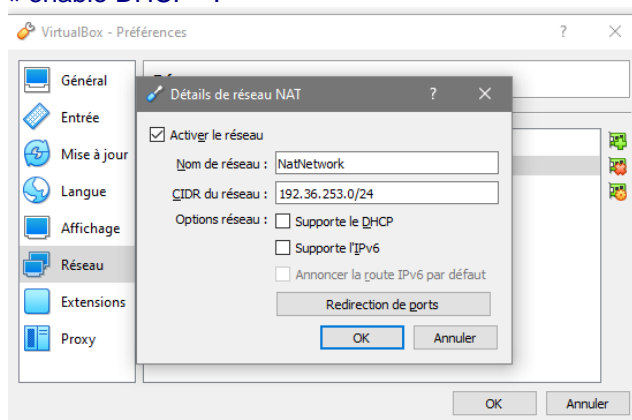 « enable DHCP » :
VirtualBox - Préférences ? ×
Général
Entrée
Mise à jour
Langue
Affichage
Réseau
Extensions
Proxy
Détails de réseau NAT ? ×
Activer le réseau
Nom de réseau : NatNetwork
CIDR du réseau : 192.36.253.0/24
Options réseau : Supporte le DHCP
Supporte l'IPv6
Annoncer la route IPv6 par défaut
Redirection de ports
OK Annuler
OK Annuler